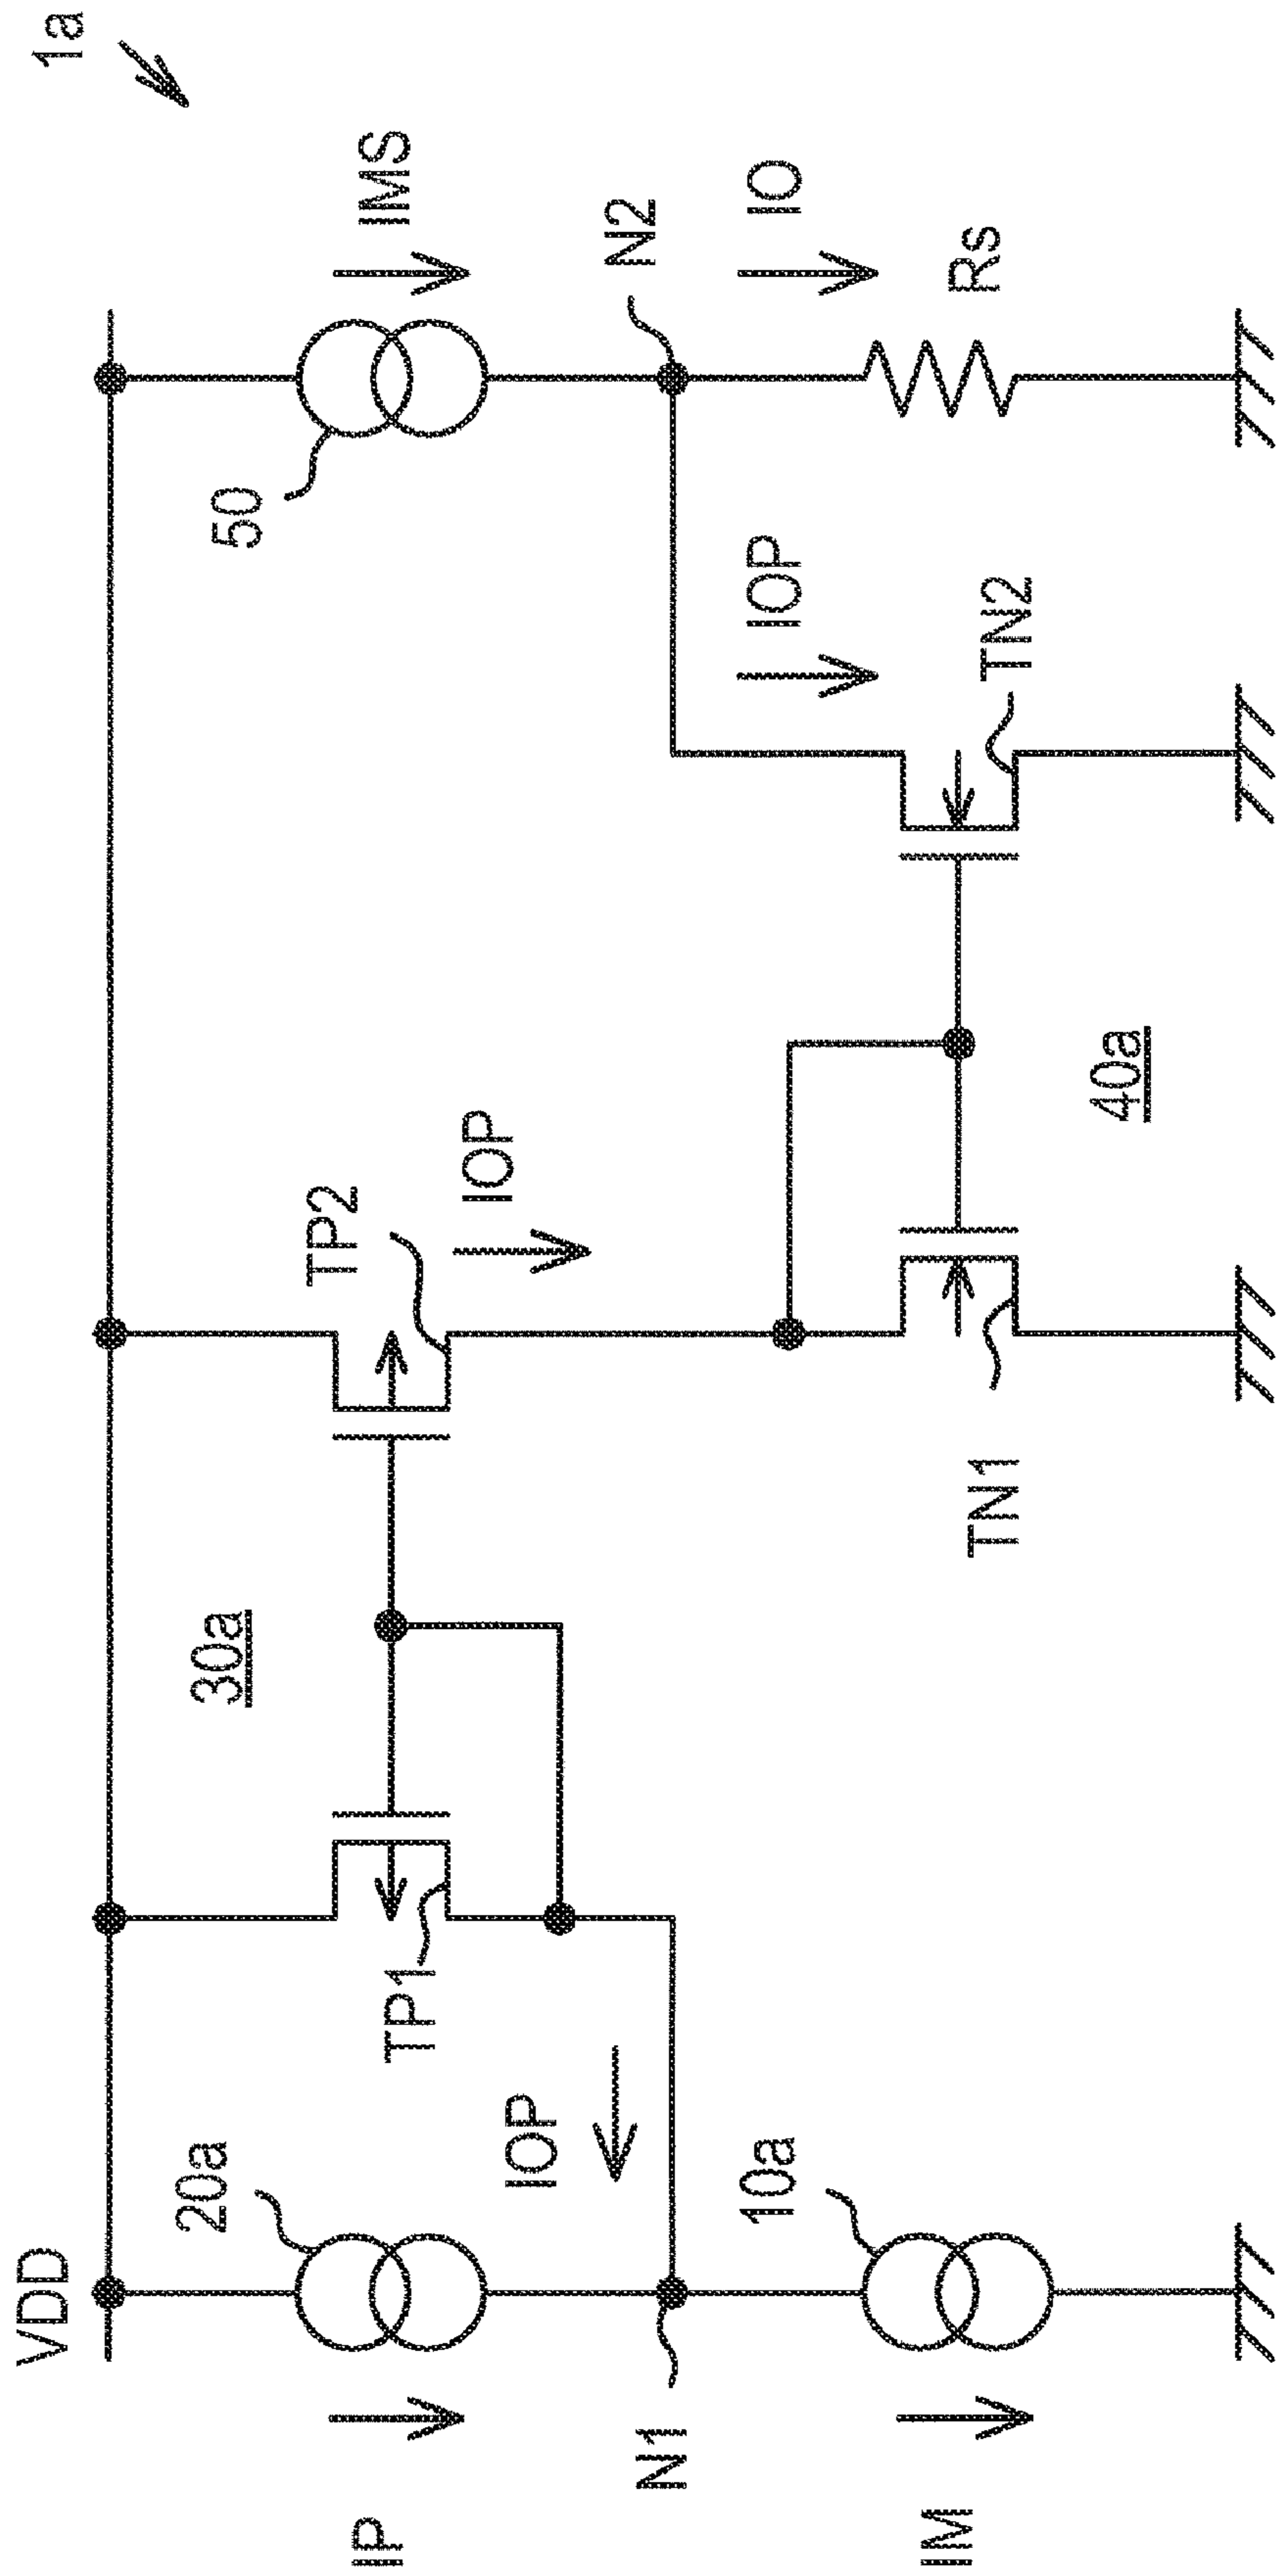 1a
VDD
IP
20a
IOP
TP1
30a
TP2
IOP
50
IMS
N1
N2
IM
10a
TN1
40a
IOP
TN2
IO
Rs